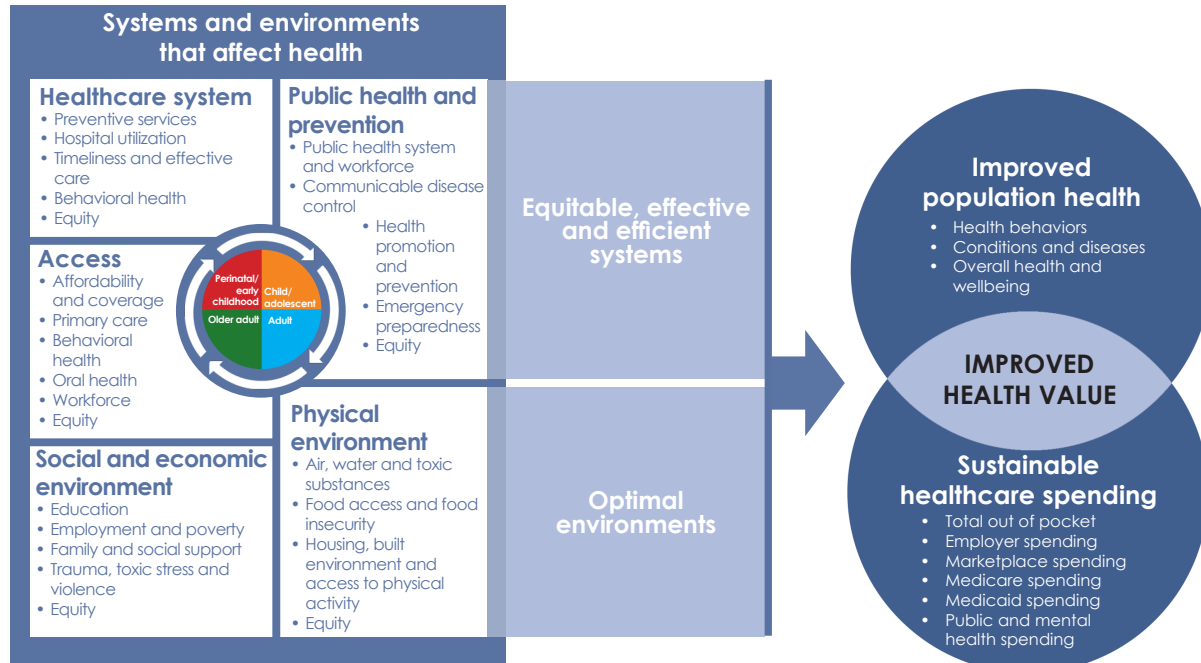 Systems and environments
that affect health
Healthcare system
• Preventive services
• Hospital utilization
• Timeliness and effective
care
• Behavioral health
• Equity
Access
• Affordability
and coverage
• Primary care
• Behavioral
health
• Oral health
• Workforce
• Equity
Social and economic
environment
• Education
• Employment and poverty
• Family and social support
• Trauma, toxic stress and
violence
• Equity
Public health and
prevention
• Public health system
and workforce
• Communicable disease
control
• Health
promotion
and
prevention
• Emergency
preparedness
• Equity
Physical
environment
• Air, water and toxic
substances
• Food access and food
insecurity
• Housing, built
environment and
access to physical
activity
• Equity
Perinatal/
early
childhood
Child/
adolescent
Older adult
Adult
Equitable, effective
and efficient
systems
Optimal
environments
Improved
population health
• Health behaviors
• Conditions and diseases
• Overall health and
wellbeing
IMPROVED
HEALTH VALUE
Sustainable
healthcare spending
• Total out of pocket
• Employer spending
• Marketplace spending
• Medicare spending
• Medicaid spending
• Public and mental
health spending